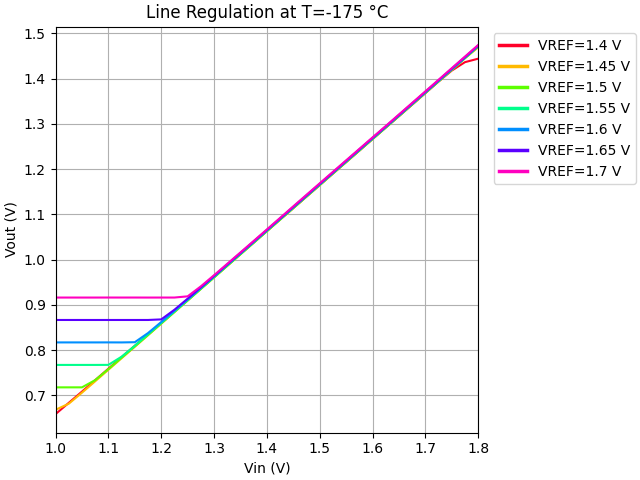 Line Regulation at T=-175 °C
Vout (V)
1.5
1.4
1.3
1.2
1.1
1.0
0.9
0.8
0.7
1.0 1.1 1.2 1.3 1.4 1.5 1.6 1.7 1.8
Vin (V)
VREF=1.4 V
VREF=1.45 V
VREF=1.5 V
VREF=1.55 V
VREF=1.6 V
VREF=1.65 V
VREF=1.7 V